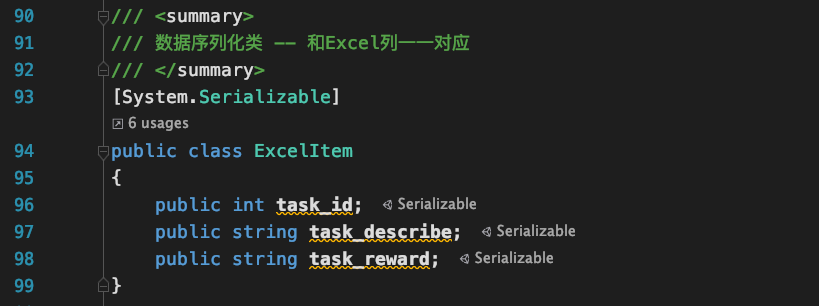 90 /// <summary>
91 /// 数据序列化类 -- 和Excel列一一对应
92 /// </summary>
93 [System.Serializable]
6 usages
94 public class ExcelItem
95 {
96 public int task_id; Serializable
97 public string task_describe; Serializable
98 public string task_reward; Serializable
99 }